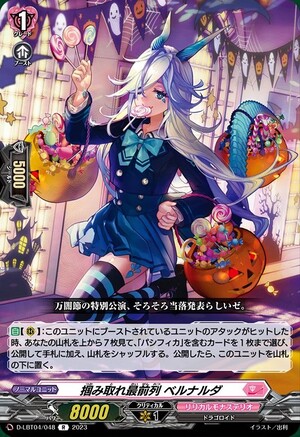 1
グレード
ブースト
シールド
5000
万聞節の特別公演、そろそろ当落発表らしいぜ。
【自】【(R)】：このユニットにブーストされているユニットのアタックがヒットした時、あなたの山札を上から７枚見て、「パシフィカ」を含むカードを１枚まで選び、公開して手札に加え、山札をシャッフルする。公開したら、このユニットを山札の下に置く。
ノーマルユニット
掴み取れ最前列 ベルナルダ
パワー
8000
クリティカル
1
リリカルモナステリオ
ドラゴロイド
D-LBT04/048 R 2023
イラスト／出利